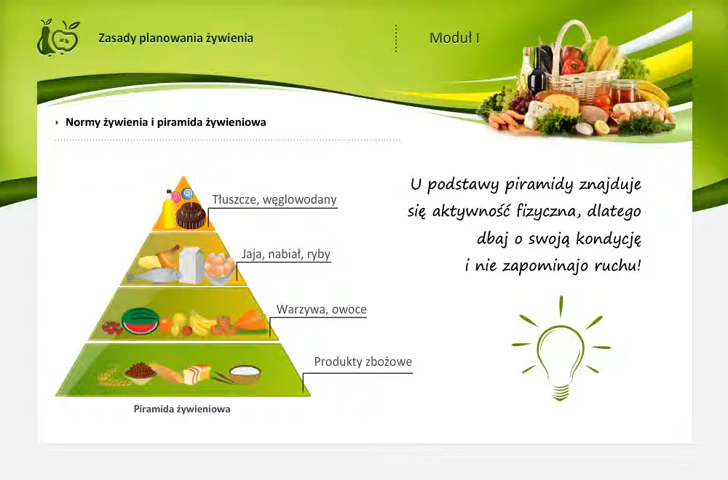 Zasady planowania żywienia
Moduł I
Normy żywienia i piramida żywieniowa
U podstawy piramidy znajduje
się aktywność fizyczna, dlatego
dbaj o swoją kondycję
i nie zapominajo ruchu!
Tłuszcze, węglowodany
Jaja, nabiał, ryby
Warzywa, owoce
Produkty zbożowe
Piramida żywieniowa